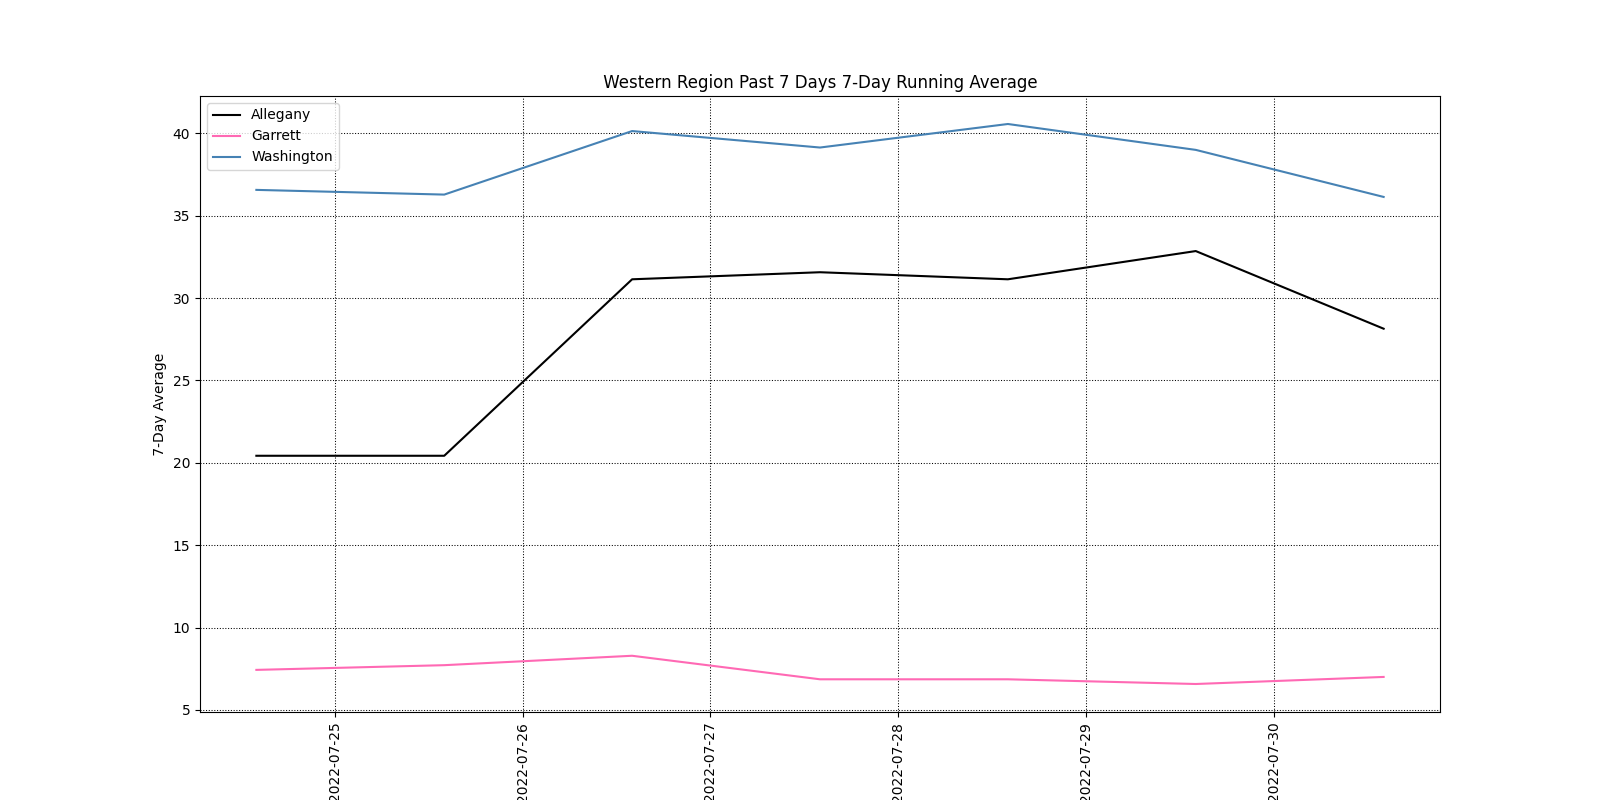 Western Region Past 7 Days 7-Day Running Average
Allegany
Garrett
Washington
7-Day Average
40
35
30
25
20
15
10
5
2022-07-25
2022-07-26
2022-07-27
2022-07-28
2022-07-29
2022-07-30